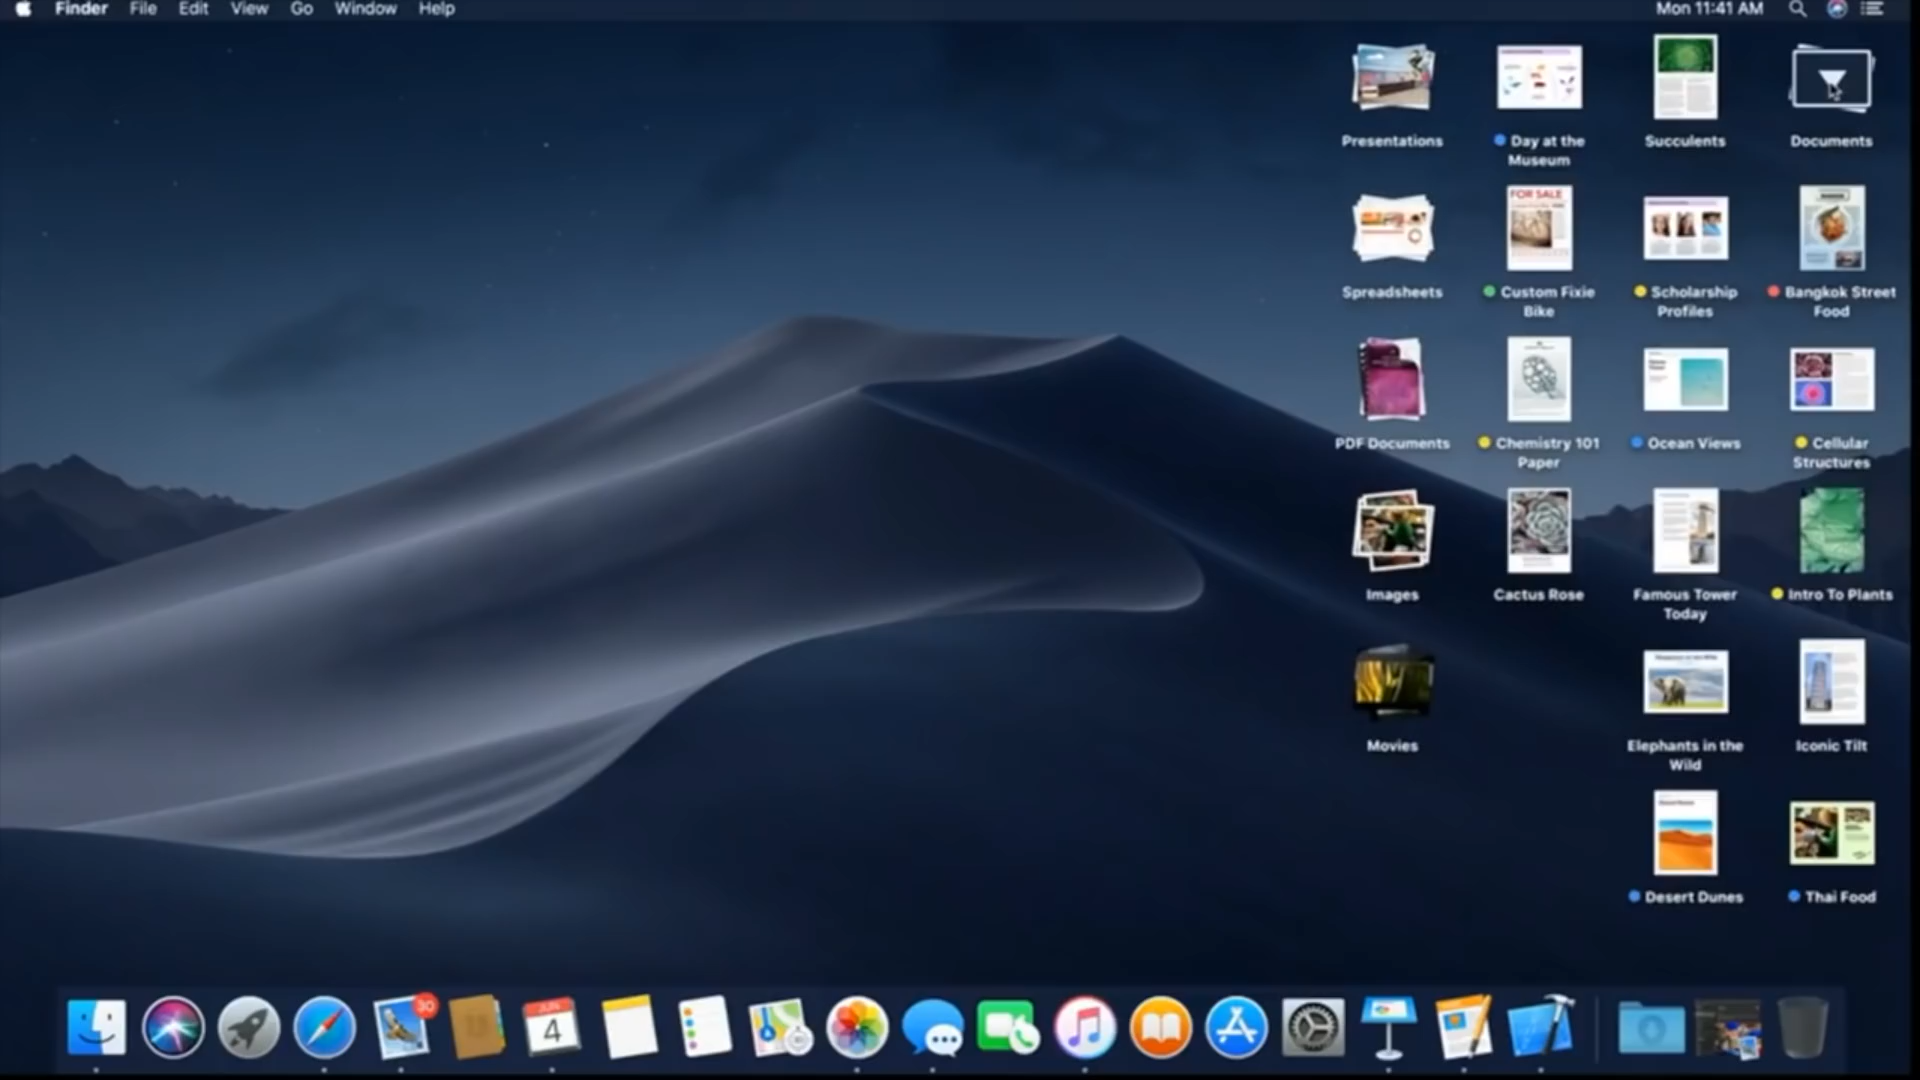 Finder File Edit View Go Window Help
Mon 11:41 AM
Presentations
Day at the
Museum
Succulents
Documents
FOR SALE
Spreadsheets
Custom Fixie
Bike
Scholarship
Profiles
Bangkok Street
Food
PDF Documents
Chemistry 101
Paper
Ocean Views
Cellular
Structures
Images
Cactus Rose
Famous Tower
Today
Intro To Plants
Movies
Elephants in the
Wild
Iconic Tilt
Desert Dunes
Thai Food
30
JUN
4